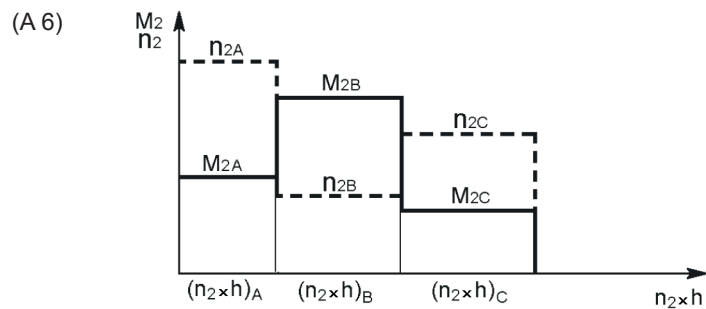 (A 6)
M2
n2
n2A
M2B
n2C
M2A
n2B
M2C
(n2×h)A
(n2×h)B
(n2×h)C
n2×h